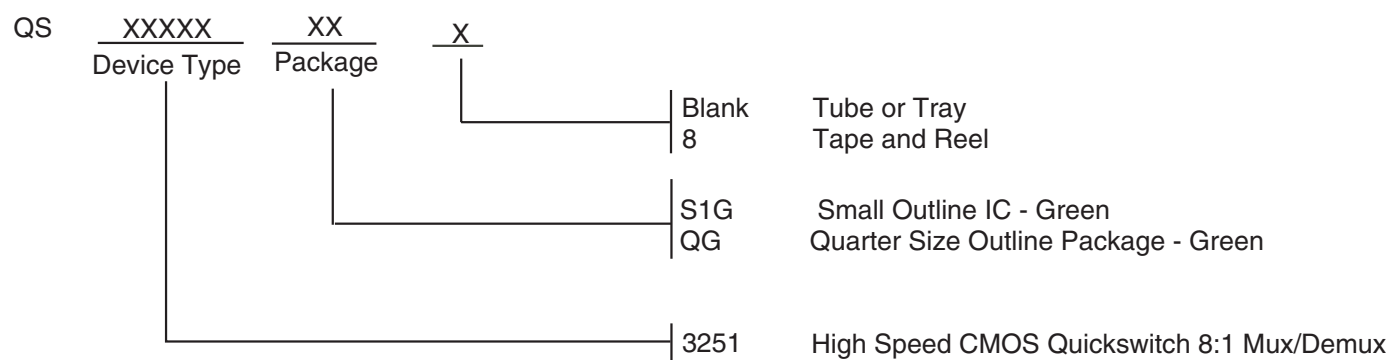 QS XXXXX XX X
Device Type Package
Blank Tube or Tray
8 Tape and Reel
S1G Small Outline IC - Green
QG Quarter Size Outline Package - Green
3251 High Speed CMOS Quickswitch 8:1 Mux/Demux